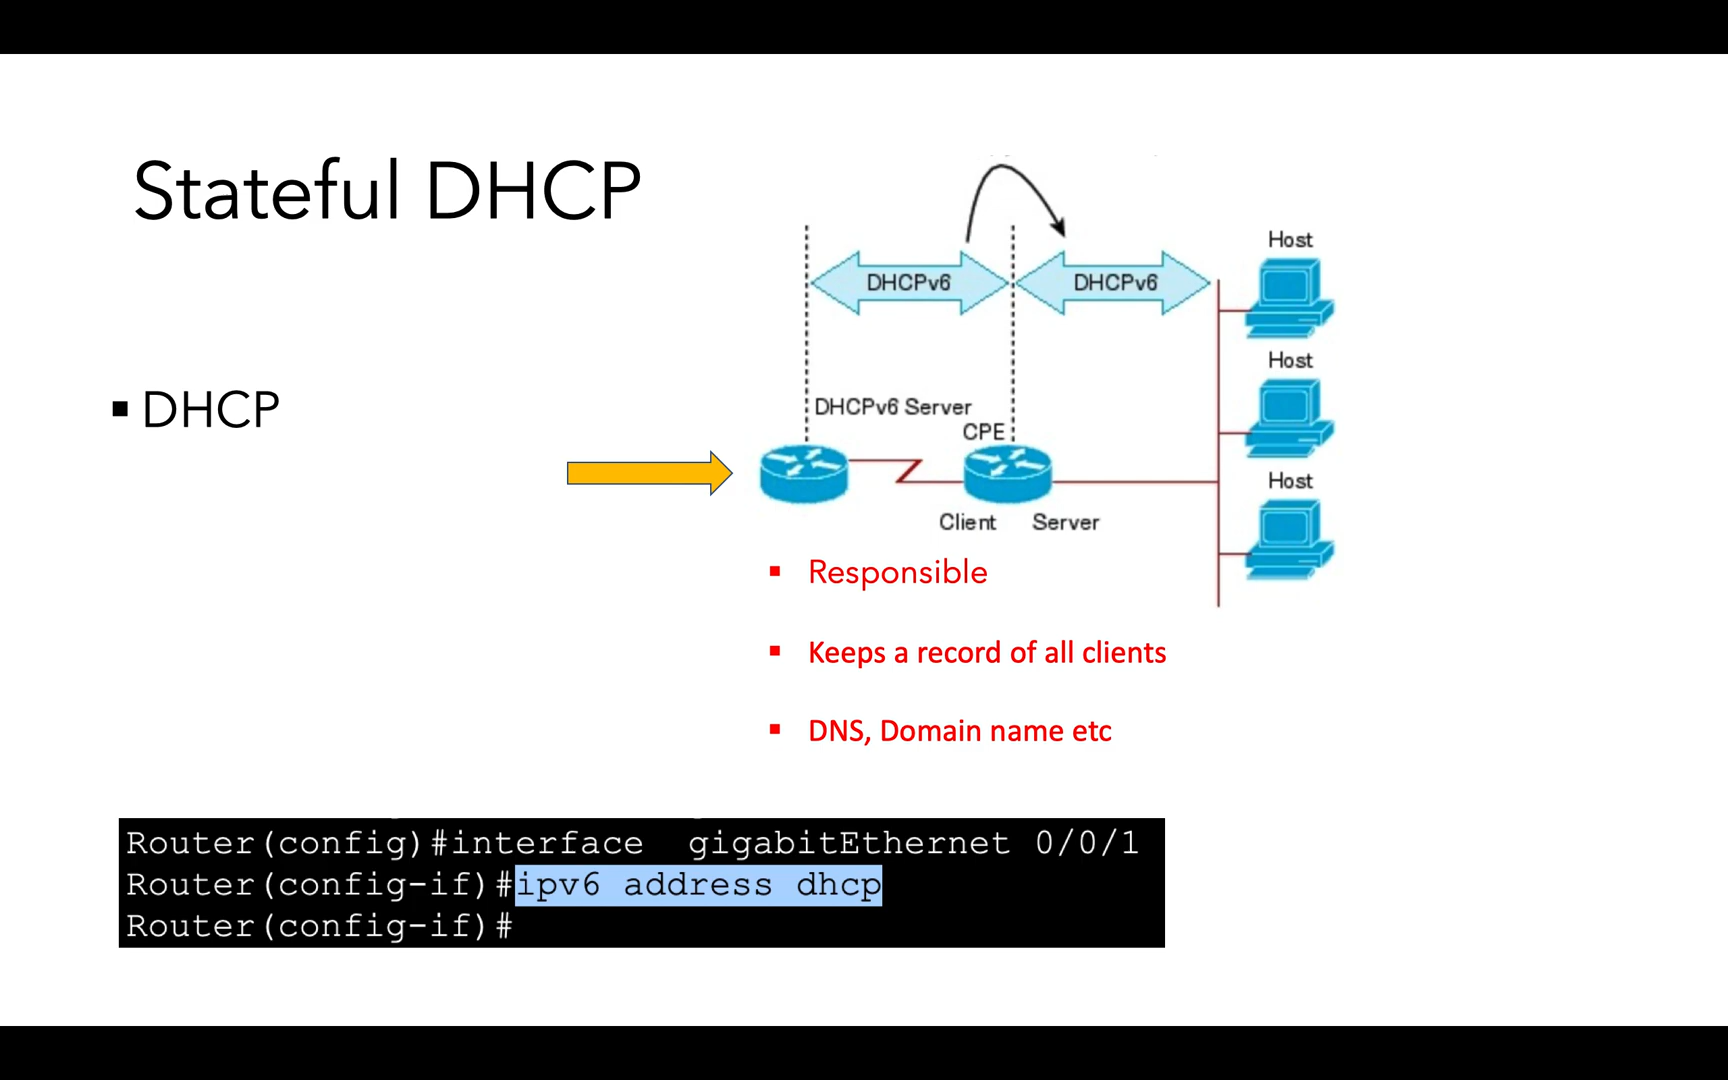 Stateful DHCP
▪ DHCP
Host
DHCPv6 DHCPv6
Host
DHCPv6 Server
CPE
Host
Client Server
▪ Responsible
▪ Keeps a record of all clients
▪ DNS, Domain name etc
Router(config)#interface  gigabitEthernet 0/0/1
Router(config-if)#ipv6 address dhcp
Router(config-if)#